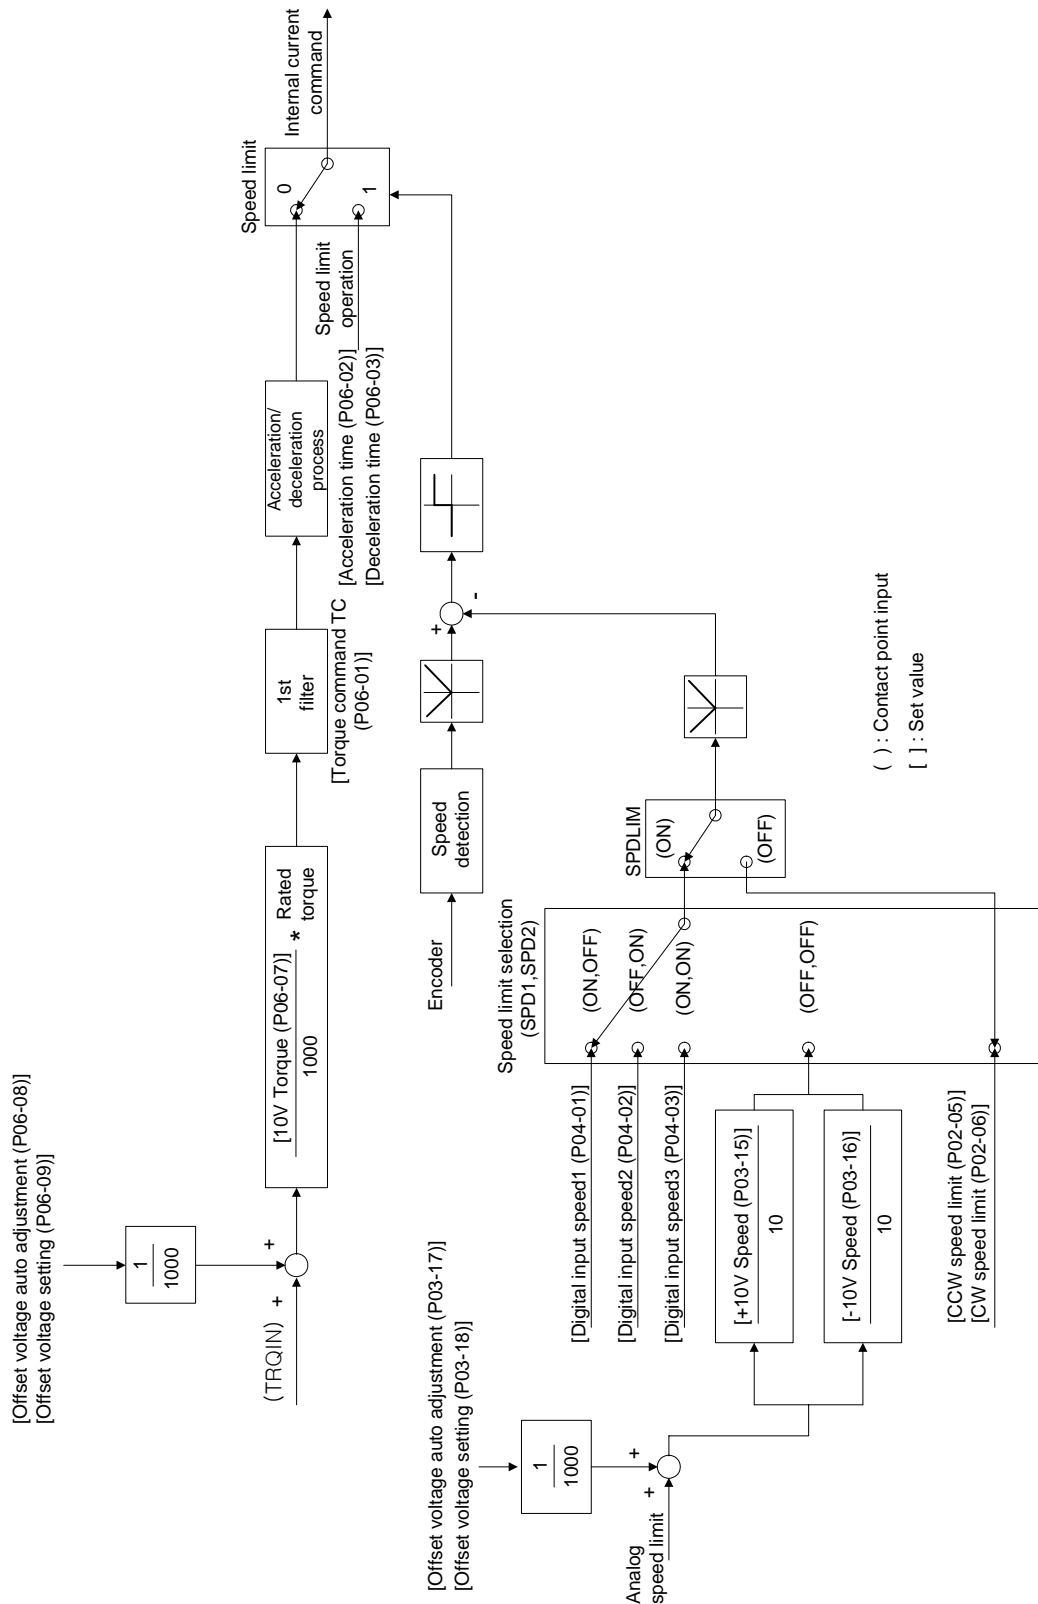 [Offset voltage auto adjustment (P06-08)]
[Offset voltage setting (P06-09)]
1
1000
(TRQIN)
+
+
[10V Torque (P06-07)]
1000
*
Rated
torque
1st
filter
[Torque command TC
(P06-01)]
Acceleration/
deceleration
process
[Acceleration time (P06-02)]
[Deceleration time (P06-03)]
Speed limit
operation
Speed limit
0
1
Internal current
command
Encoder
Speed
detection
+
-
[Offset voltage auto adjustment (P03-17)]
[Offset voltage setting (P03-18)]
1
1000
Analog
speed limit
+
+
[Digital input speed1 (P04-01)]
[Digital input speed2 (P04-02)]
[Digital input speed3 (P04-03)]
[+10V Speed (P03-15)]
10
[-10V Speed (P03-16)]
10
[CCW speed limit (P02-05)]
[CW speed limit (P02-06)]
Speed limit selection
(SPD1,SPD2)
(ON,OFF)
(OFF,ON)
(ON,ON)
(OFF,OFF)
SPDLIM
(ON)
(OFF)
( ) : Contact point input
[ ] : Set value